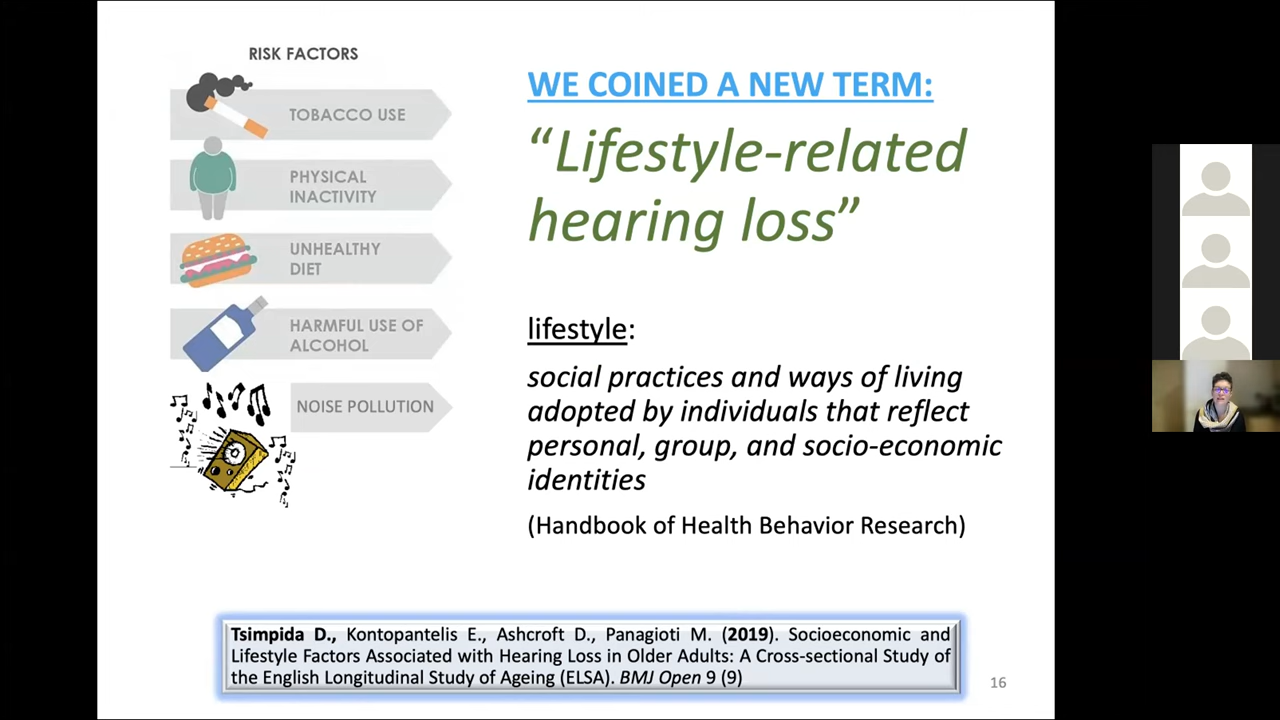 RISK FACTORS
TOBACCO USE
PHYSICAL
INACTIVITY
UNHEALTHY
DIET
HARMFUL USE OF
ALCOHOL
NOISE POLLUTION
WE COINED A NEW TERM:
“Lifestyle-related
hearing loss”
lifestyle:
social practices and ways of living
adopted by individuals that reflect
personal, group, and socio-economic
identities
(Handbook of Health Behavior Research)
Tsimpida D., Kontopantelis E., Ashcroft D., Panagioti M. (2019). Socioeconomic and
Lifestyle Factors Associated with Hearing Loss in Older Adults: A Cross-sectional Study of
the English Longitudinal Study of Ageing (ELSA). BMJ Open 9 (9)
16